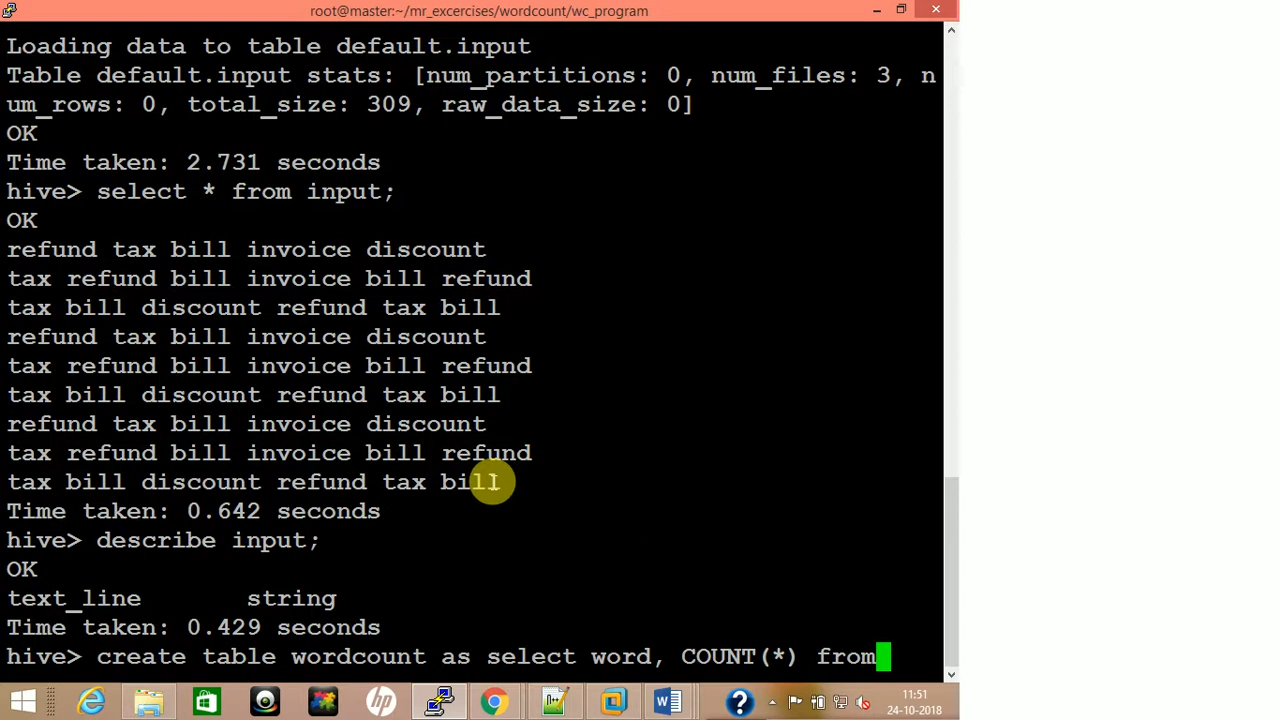 root@master:~/mr_excercises/wordcount/wc_program
Loading data to table default.input
Table default.input stats: [num_partitions: 0, num_files: 3, n
um_rows: 0, total_size: 309, raw_data_size: 0]
OK
Time taken: 2.731 seconds
hive> select * from input;
OK
refund tax bill invoice discount
tax refund bill invoice bill refund
tax bill discount refund tax bill
refund tax bill invoice discount
tax refund bill invoice bill refund
tax bill discount refund tax bill
refund tax bill invoice discount
tax refund bill invoice bill refund
tax bill discount refund tax bill
Time taken: 0.642 seconds
hive> describe input;
OK
text_line string
Time taken: 0.429 seconds
hive> create table wordcount as select word, COUNT(*) from
11:51
24-10-2018